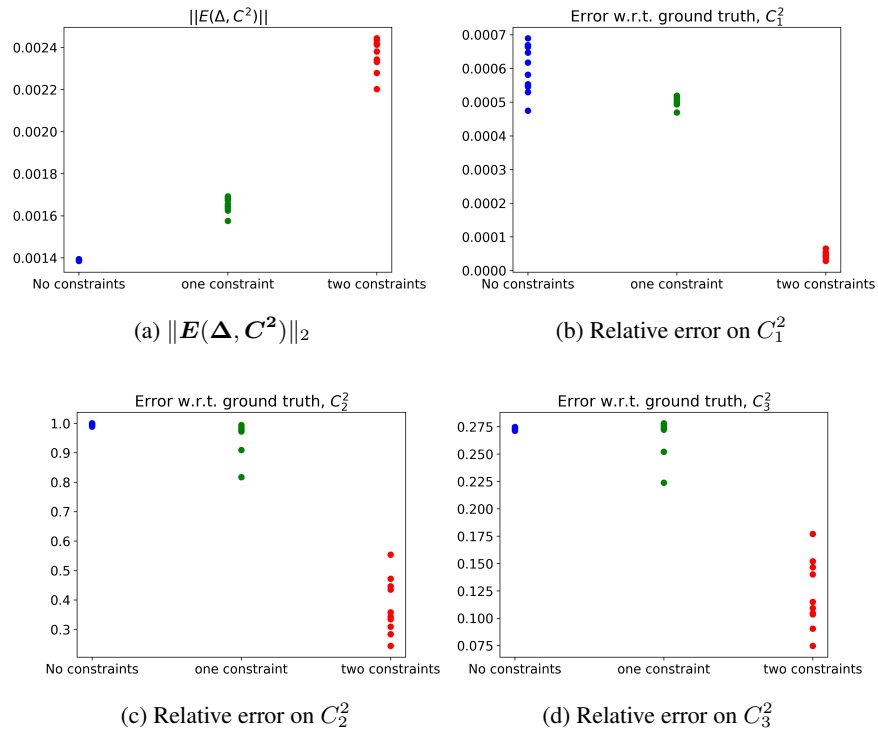 ||E(Δ, C²)||
0.0024
0.0022
0.0020
0.0018
0.0016
0.0014
No constraints one constraint two constraints
(a) ‖E(Δ, C²)‖₂
Error w.r.t. ground truth, C₁²
0.0007
0.0006
0.0005
0.0004
0.0003
0.0002
0.0001
0.0000
No constraints one constraint two constraints
(b) Relative error on C₁²
Error w.r.t. ground truth, C₂²
1.0
0.9
0.8
0.7
0.6
0.5
0.4
0.3
No constraints one constraint two constraints
(c) Relative error on C₂²
Error w.r.t. ground truth, C₃²
0.275
0.250
0.225
0.200
0.175
0.150
0.125
0.100
0.075
No constraints one constraint two constraints
(d) Relative error on C₃²